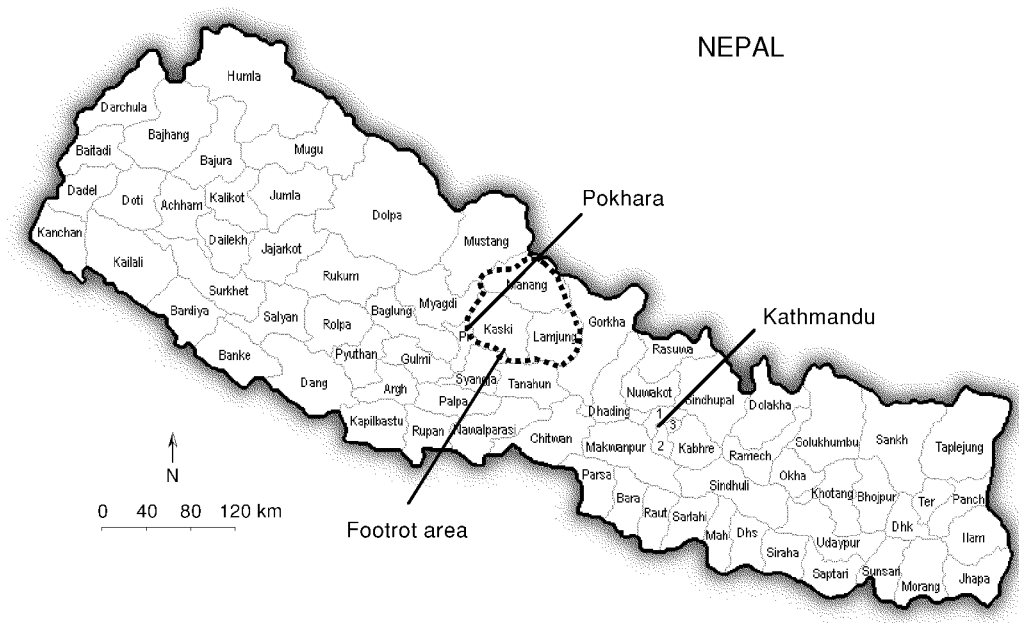 NEPAL
Humla
Darchula
Bajhang
Baitadi
Bajura
Mugu
Dadel
Doti
Achham
Kalikot
Jumla
Dolpa
Pokhara
Kanchan
Kailali
Dailekh
Jajarkot
Mustang
Surkhet
Rukum
Manang
Bardiya
Salyan
Rolpa
Baglung
Myagdi
P
Kaski
Lamjung
Gorkha
Kathmandu
Banke
Pyuthan
Gulmi
Rasuwa
Dang
Argh
Syangja
Tanahun
Nuwakot
Sindhupal
Dolakha
Kapilbastu
Palpa
Rupan
Nawalparasi
Chitwan
Dhading
1
3
2
Makwanpur
Kabhre
Ramech
Solukhumbu
Sankh
Taplejung
N
Parsa
Bara
Raut
Sarlahi
Sindhuli
Okha
Khotang
Bhojpur
Ter
Panch
0 40 80 120 km
Footrot area
Mah
Dhs
Siraha
Udaypur
Saptari
Dhk
Sunsari
Morang
Ilam
Jhapa